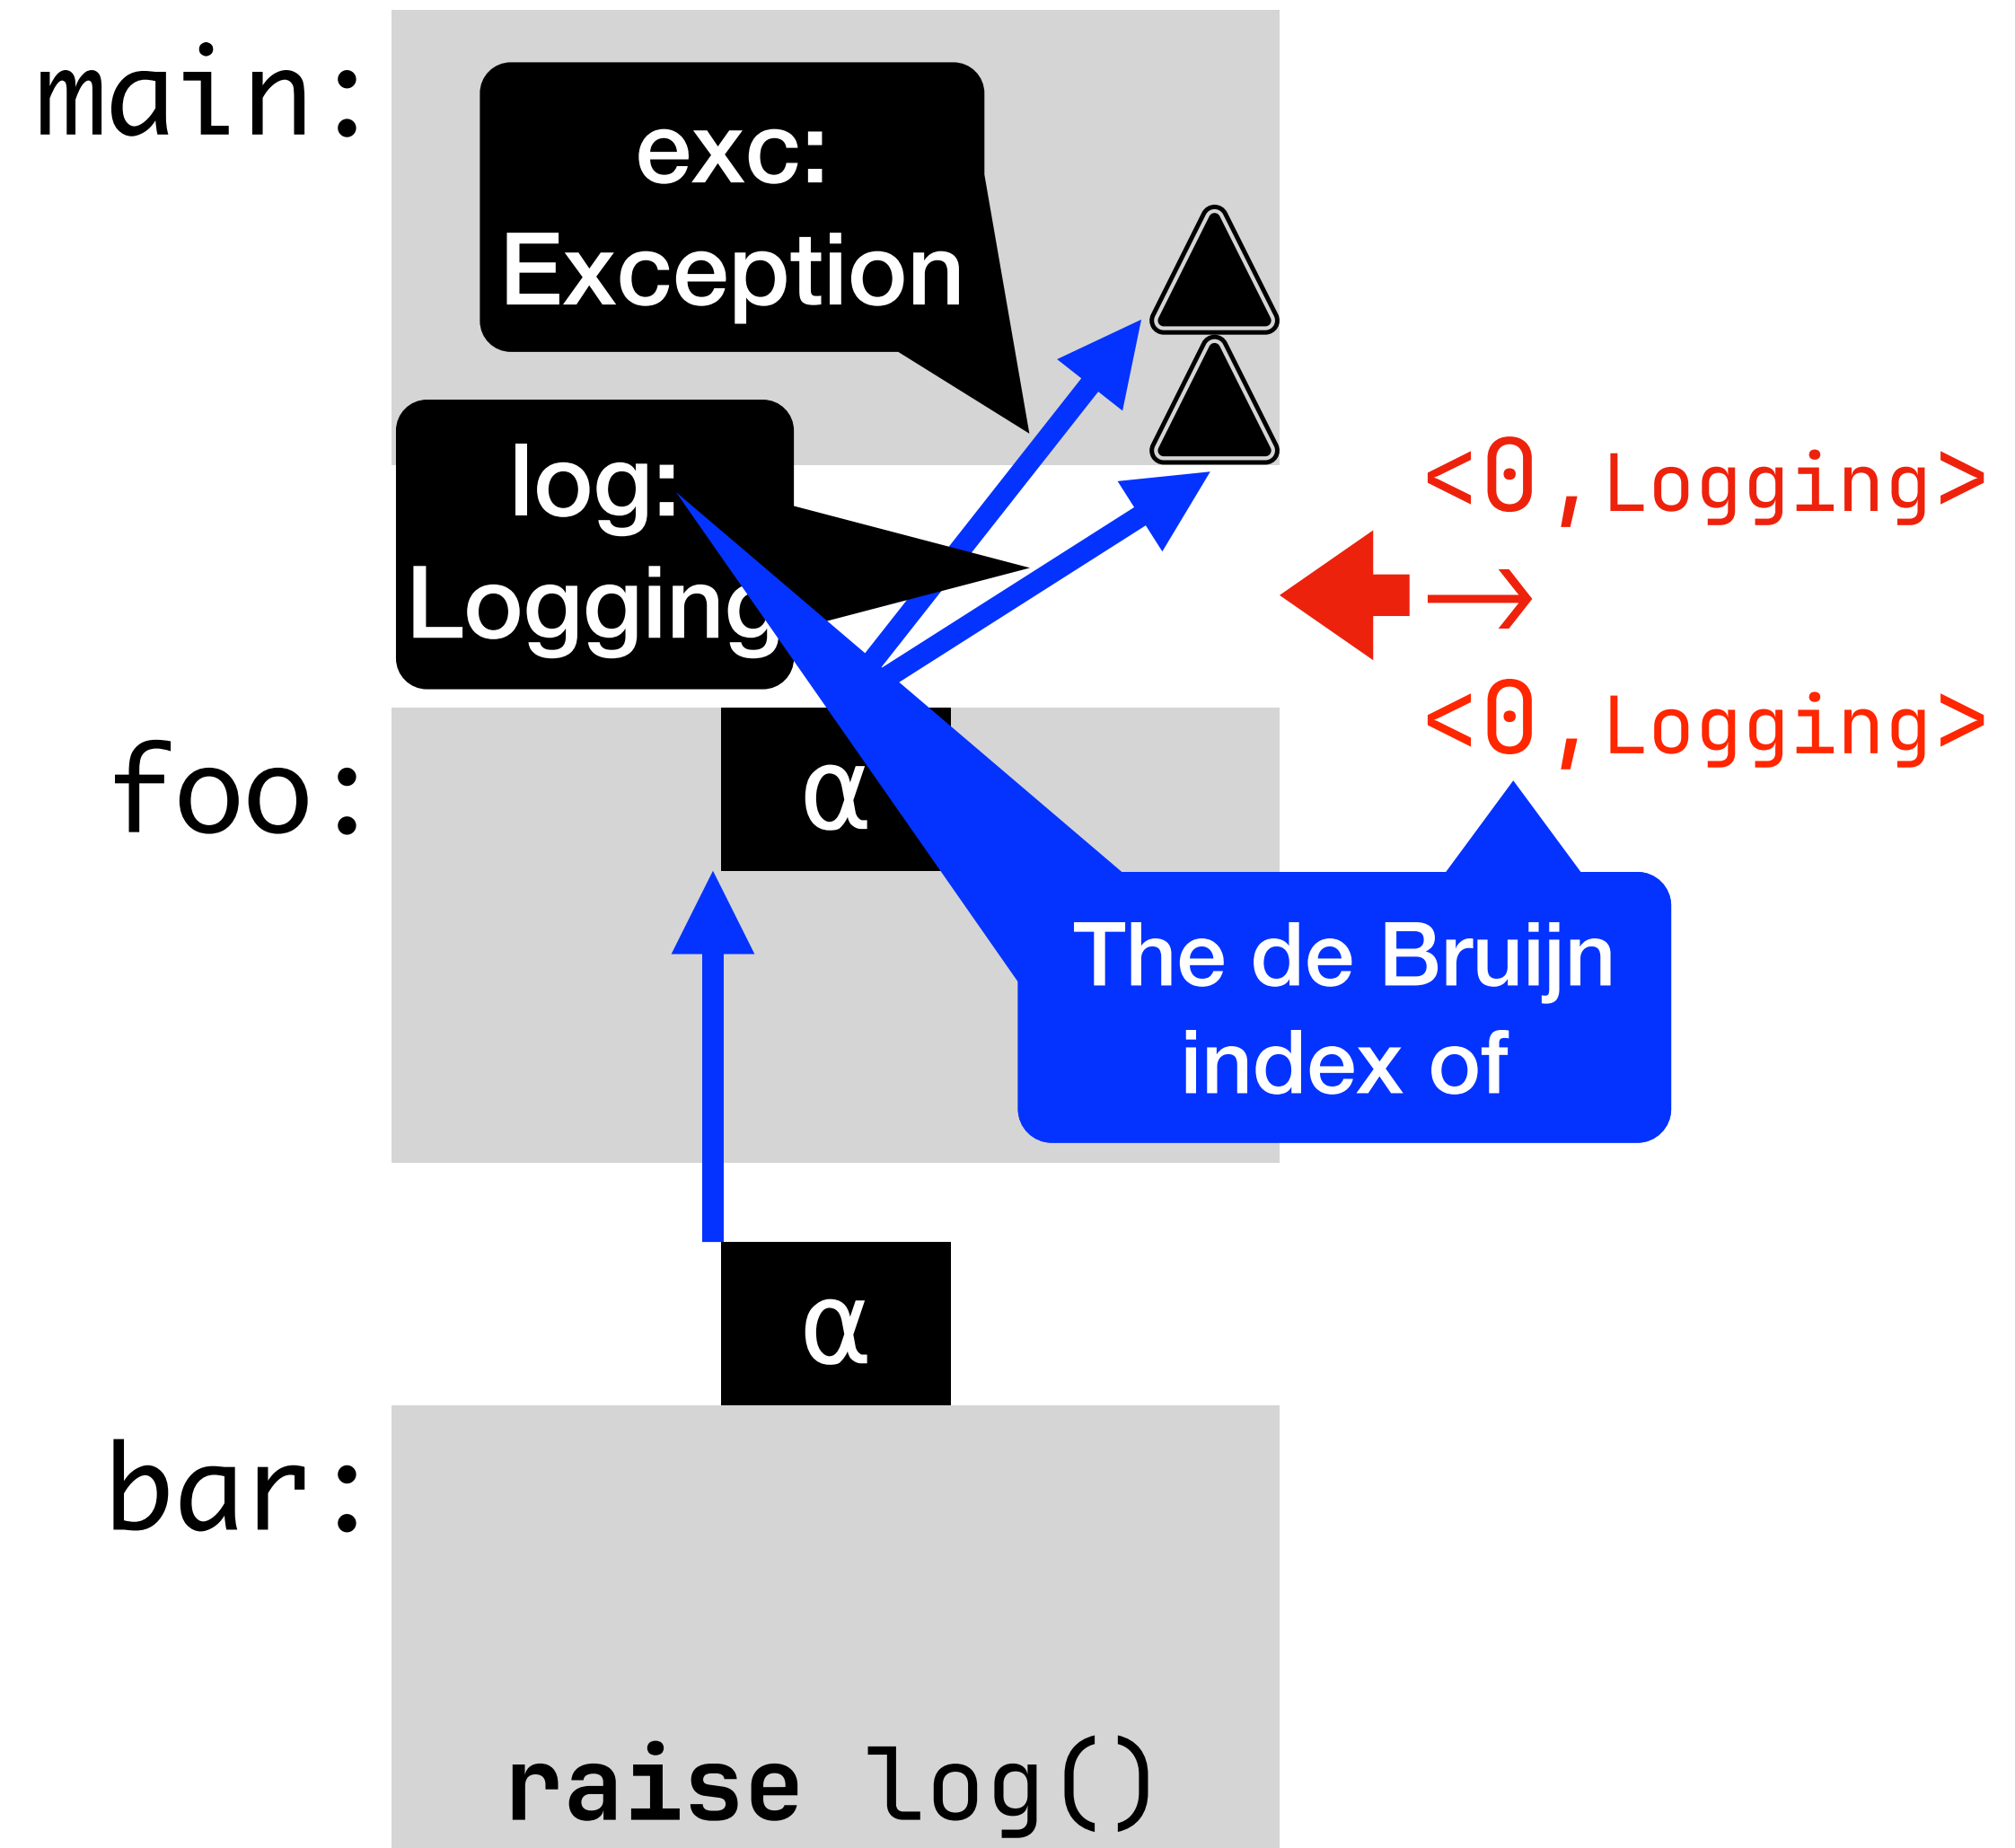 main:
exc:
Exception
log:
Logging
<0,Logging>
→
<0,Logging>
foo:
α
The de Bruijn
index of
α
bar:
raise log()